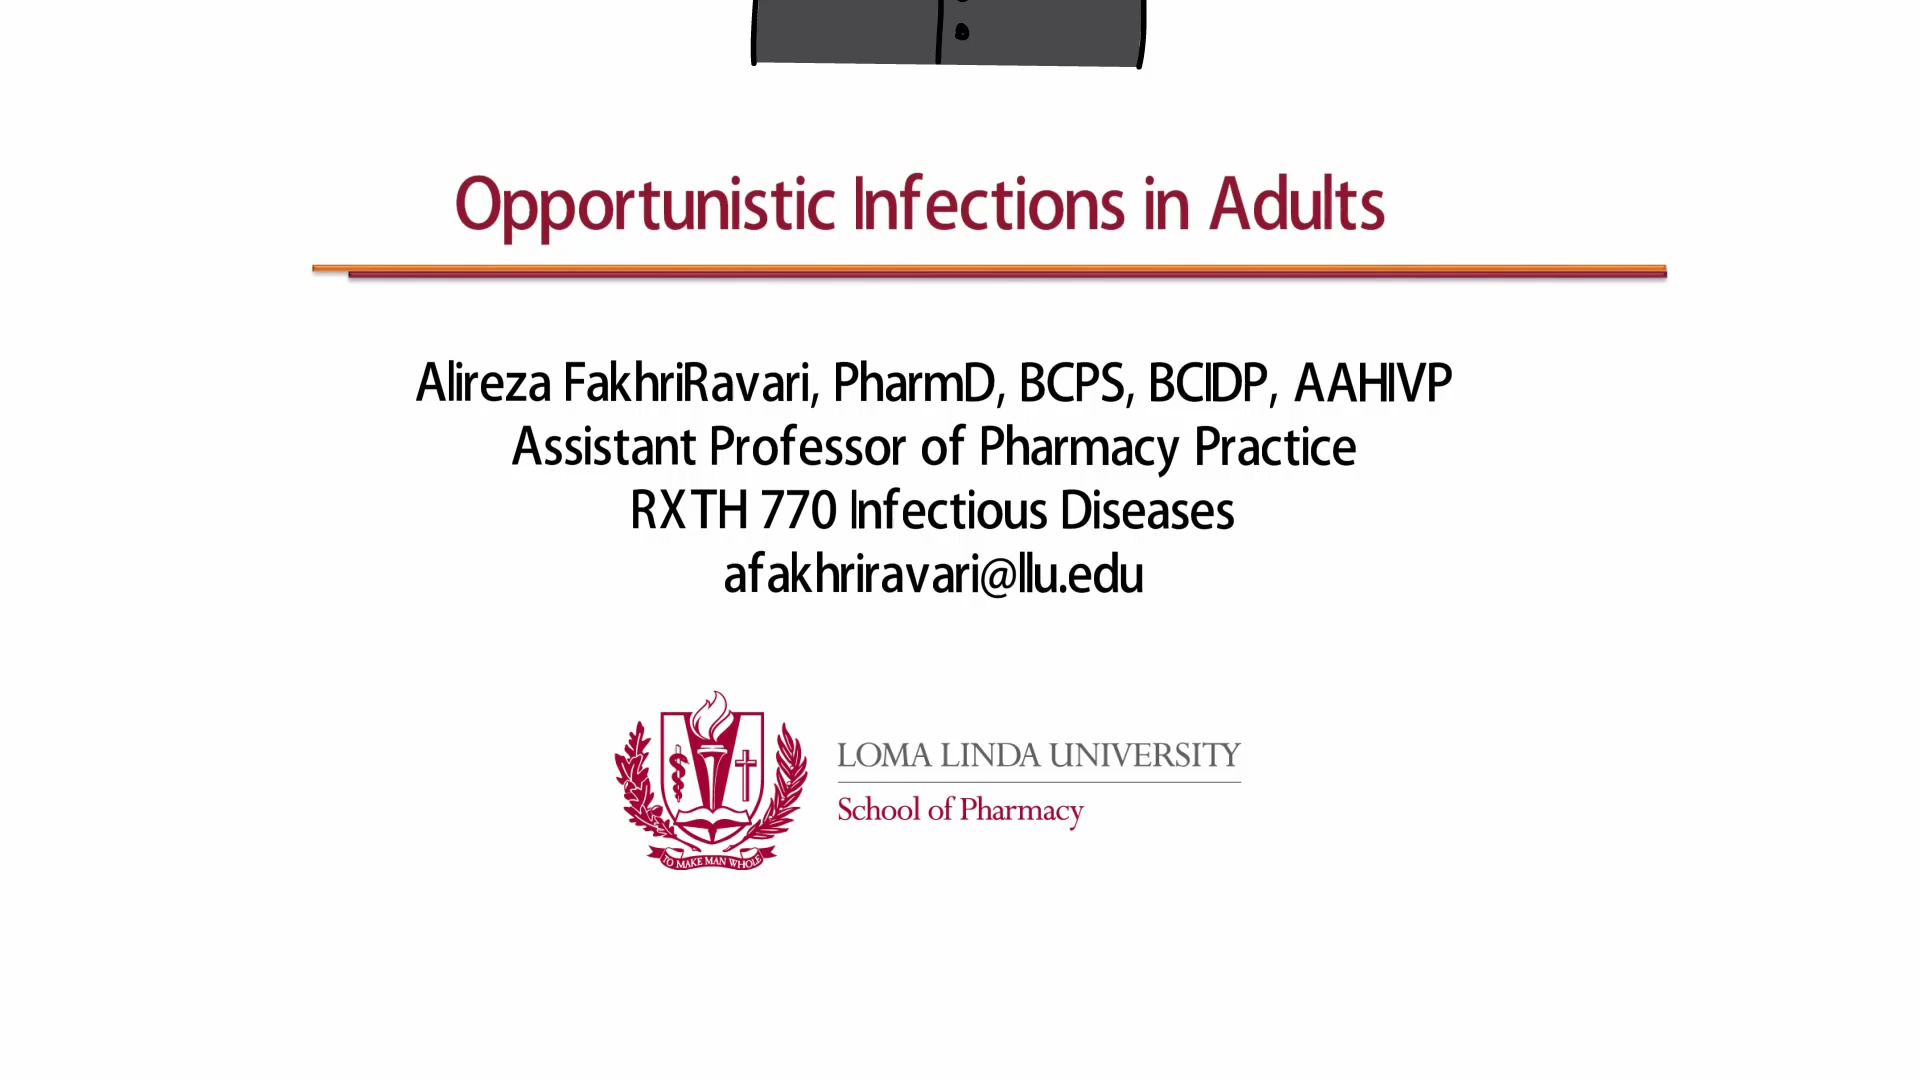 Opportunistic Infections in Adults
Alireza FakhriRavari, PharmD, BCPS, BCIDP, AAHIVP
Assistant Professor of Pharmacy Practice
RXTH 770 Infectious Diseases
afakhriravari@llu.edu
LOMA LINDA UNIVERSITY
School of Pharmacy
TO MAKE MAN WHOLE